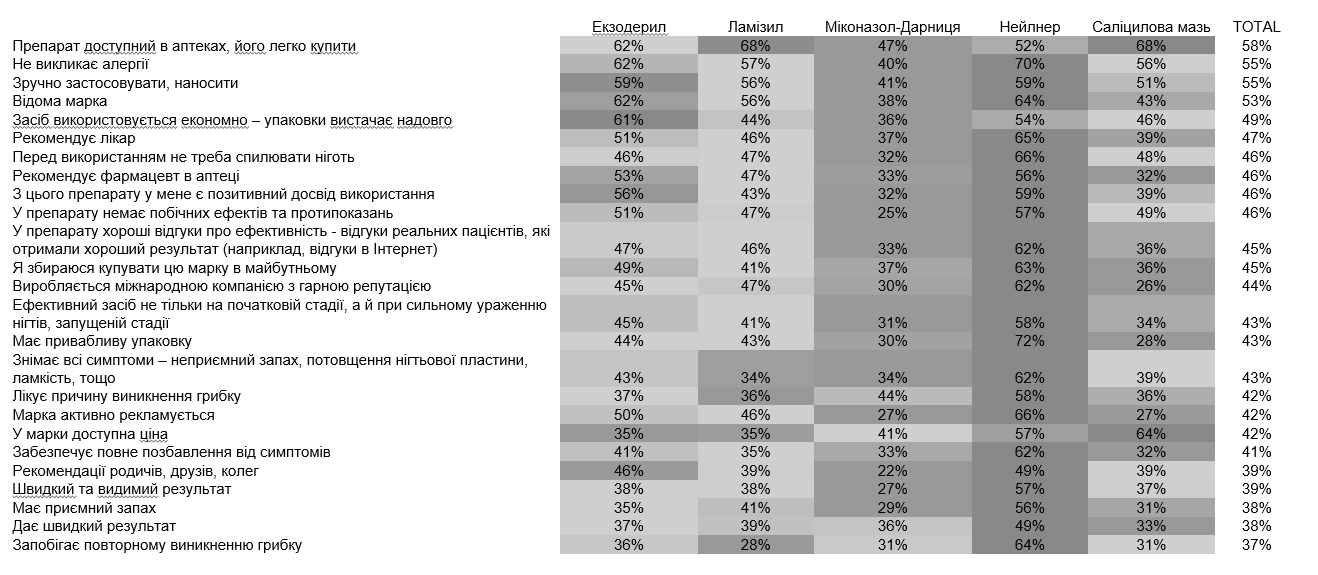 Екзодерил Ламізил Міконазол-Дарниця Нейлнер Саліцилова мазь TOTAL
Препарат доступний в аптеках, його легко купити 62% 68% 47% 52% 68% 58%
Не викликає алергії 62% 57% 40% 70% 56% 55%
Зручно застосовувати, наносити 59% 56% 41% 59% 51% 55%
Відома марка 62% 56% 38% 64% 43% 53%
Засіб використовується економно – упаковки вистачає надовго 61% 44% 36% 54% 46% 49%
Рекомендує лікар 51% 46% 37% 65% 39% 47%
Перед використанням не треба спилювати ніготь 46% 47% 32% 66% 48% 46%
Рекомендує фармацевт в аптеці 53% 47% 33% 56% 32% 46%
З цього препарату у мене є позитивний досвід використання 56% 43% 32% 59% 39% 46%
У препарату немає побічних ефектів та протипоказань 51% 47% 25% 57% 49% 46%
У препарату хороші відгуки про ефективність - відгуки реальних пацієнтів, які
отримали хороший результат (наприклад, відгуки в Інтернет) 47% 46% 33% 62% 36% 45%
Я збираюся купувати цю марку в майбутньому 49% 41% 37% 63% 36% 45%
Виробляється міжнародною компанією з гарною репутацією 45% 47% 30% 62% 26% 44%
Ефективний засіб не тільки на початковій стадії, а й при сильному ураженню
нігтів, запущеній стадії 45% 41% 31% 58% 34% 43%
Має привабливу упаковку 44% 43% 30% 72% 28% 43%
Знімає всі симптоми – неприємний запах, потовщення нігтьової пластини,
ламкість, тощо 43% 34% 34% 62% 39% 43%
Лікує причину виникнення грибку 37% 36% 44% 58% 36% 42%
Марка активно рекламується 50% 46% 27% 66% 27% 42%
У марки доступна ціна 35% 35% 41% 57% 64% 42%
Забезпечує повне позбавлення від симптомів 41% 35% 33% 62% 32% 41%
Рекомендації родичів, друзів, колег 46% 39% 22% 49% 39% 39%
Швидкий та видимий результат 38% 38% 27% 57% 37% 39%
Має приємний запах 35% 41% 29% 56% 31% 38%
Дає швидкий результат 37% 39% 36% 49% 33% 38%
Запобігає повторному виникненню грибку 36% 28% 31% 64% 31% 37%